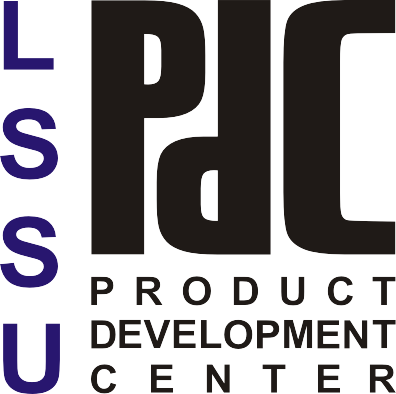 LSSU
PdC
PRODUCT
DEVELOPMENT
CENTER